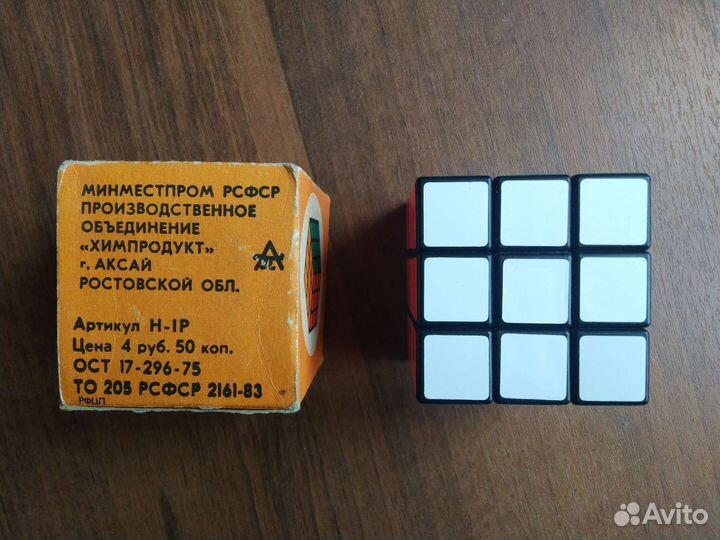 МИНМЕСТПРОМ РСФСР
ПРОИЗВОДСТВЕННОЕ
ОБЪЕДИНЕНИЕ
«ХИМПРОДУКТ»
г. АКСАЙ
РОСТОВСКОЙ ОБЛ.
Артикул Н-IP
Цена 4 руб. 50 коп.
ОСТ 17-296-75
ТО 205 РСФСР 2161-83
РФЦП
Avito